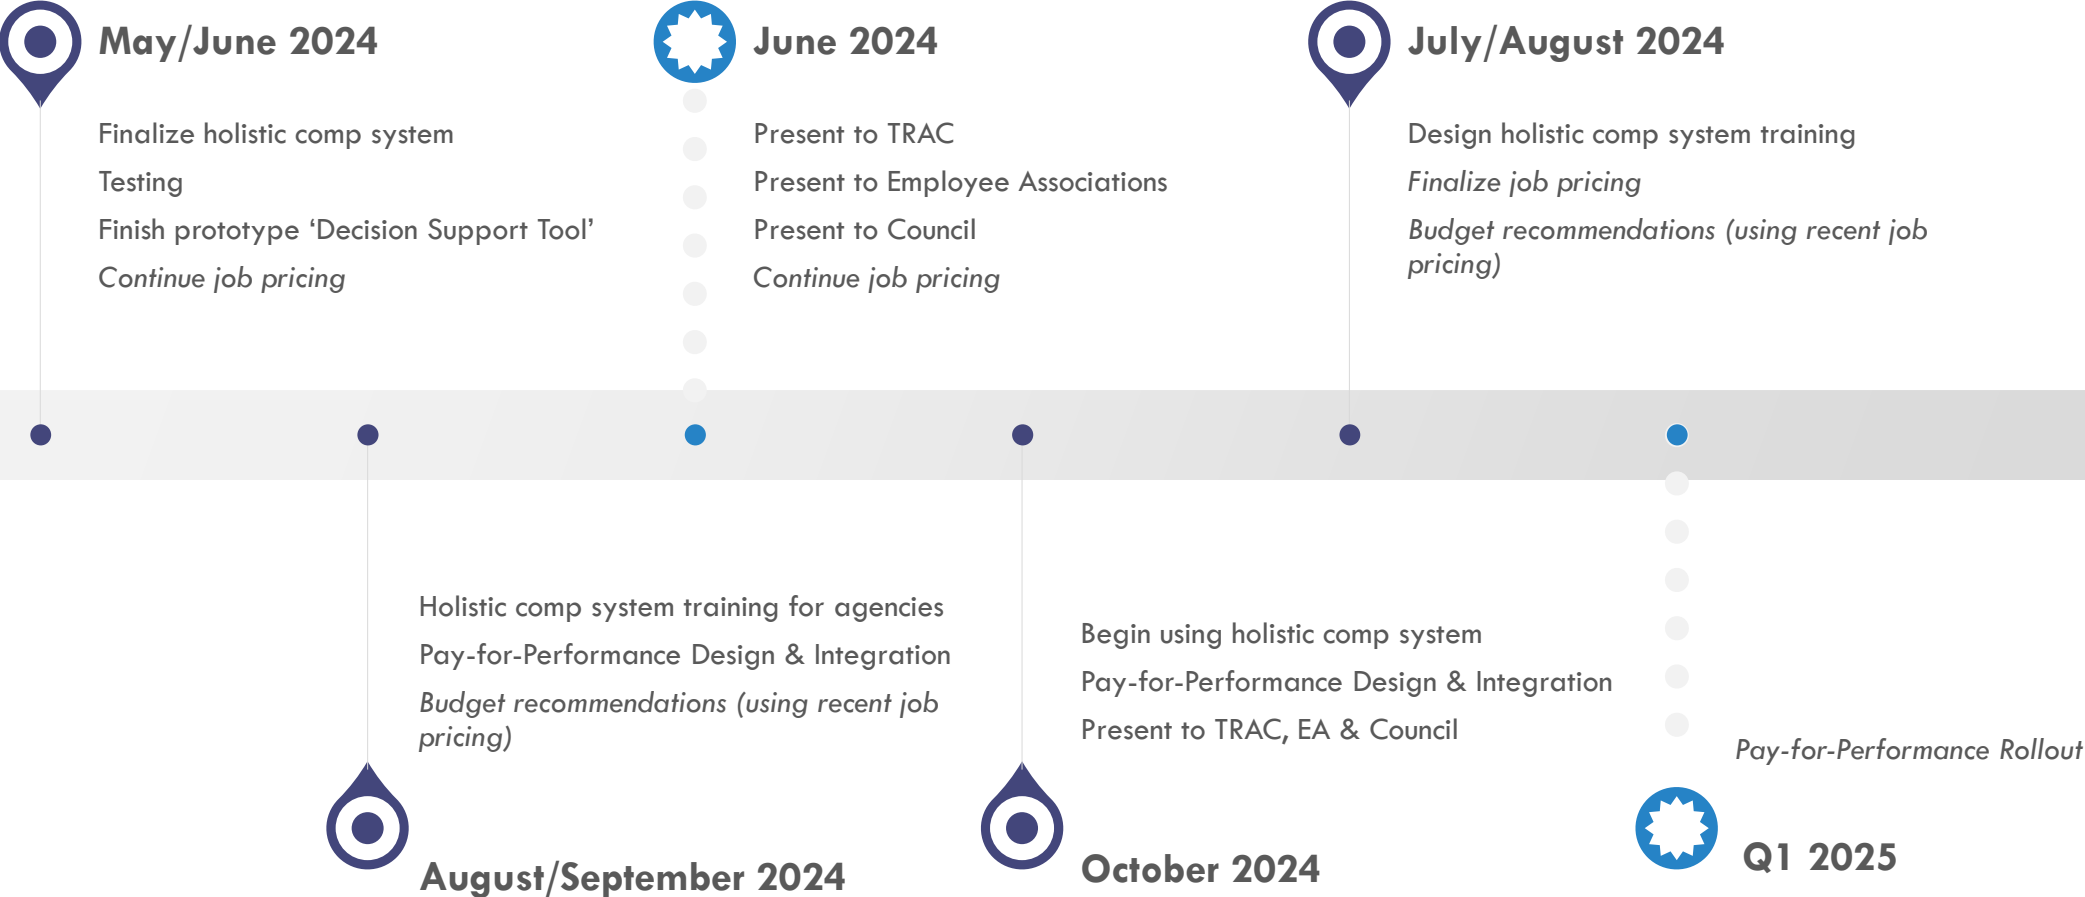 May/June 2024
Finalize holistic comp system
Testing
Finish prototype ‘Decision Support Tool’
Continue job pricing
June 2024
Present to TRAC
Present to Employee Associations
Present to Council
Continue job pricing
July/August 2024
Design holistic comp system training
Finalize job pricing
Budget recommendations (using recent job
pricing)
Holistic comp system training for agencies
Pay-for-Performance Design & Integration
Budget recommendations (using recent job
pricing)
August/September 2024
Begin using holistic comp system
Pay-for-Performance Design & Integration
Present to TRAC, EA & Council
October 2024
Pay-for-Performance Rollout
Q1 2025